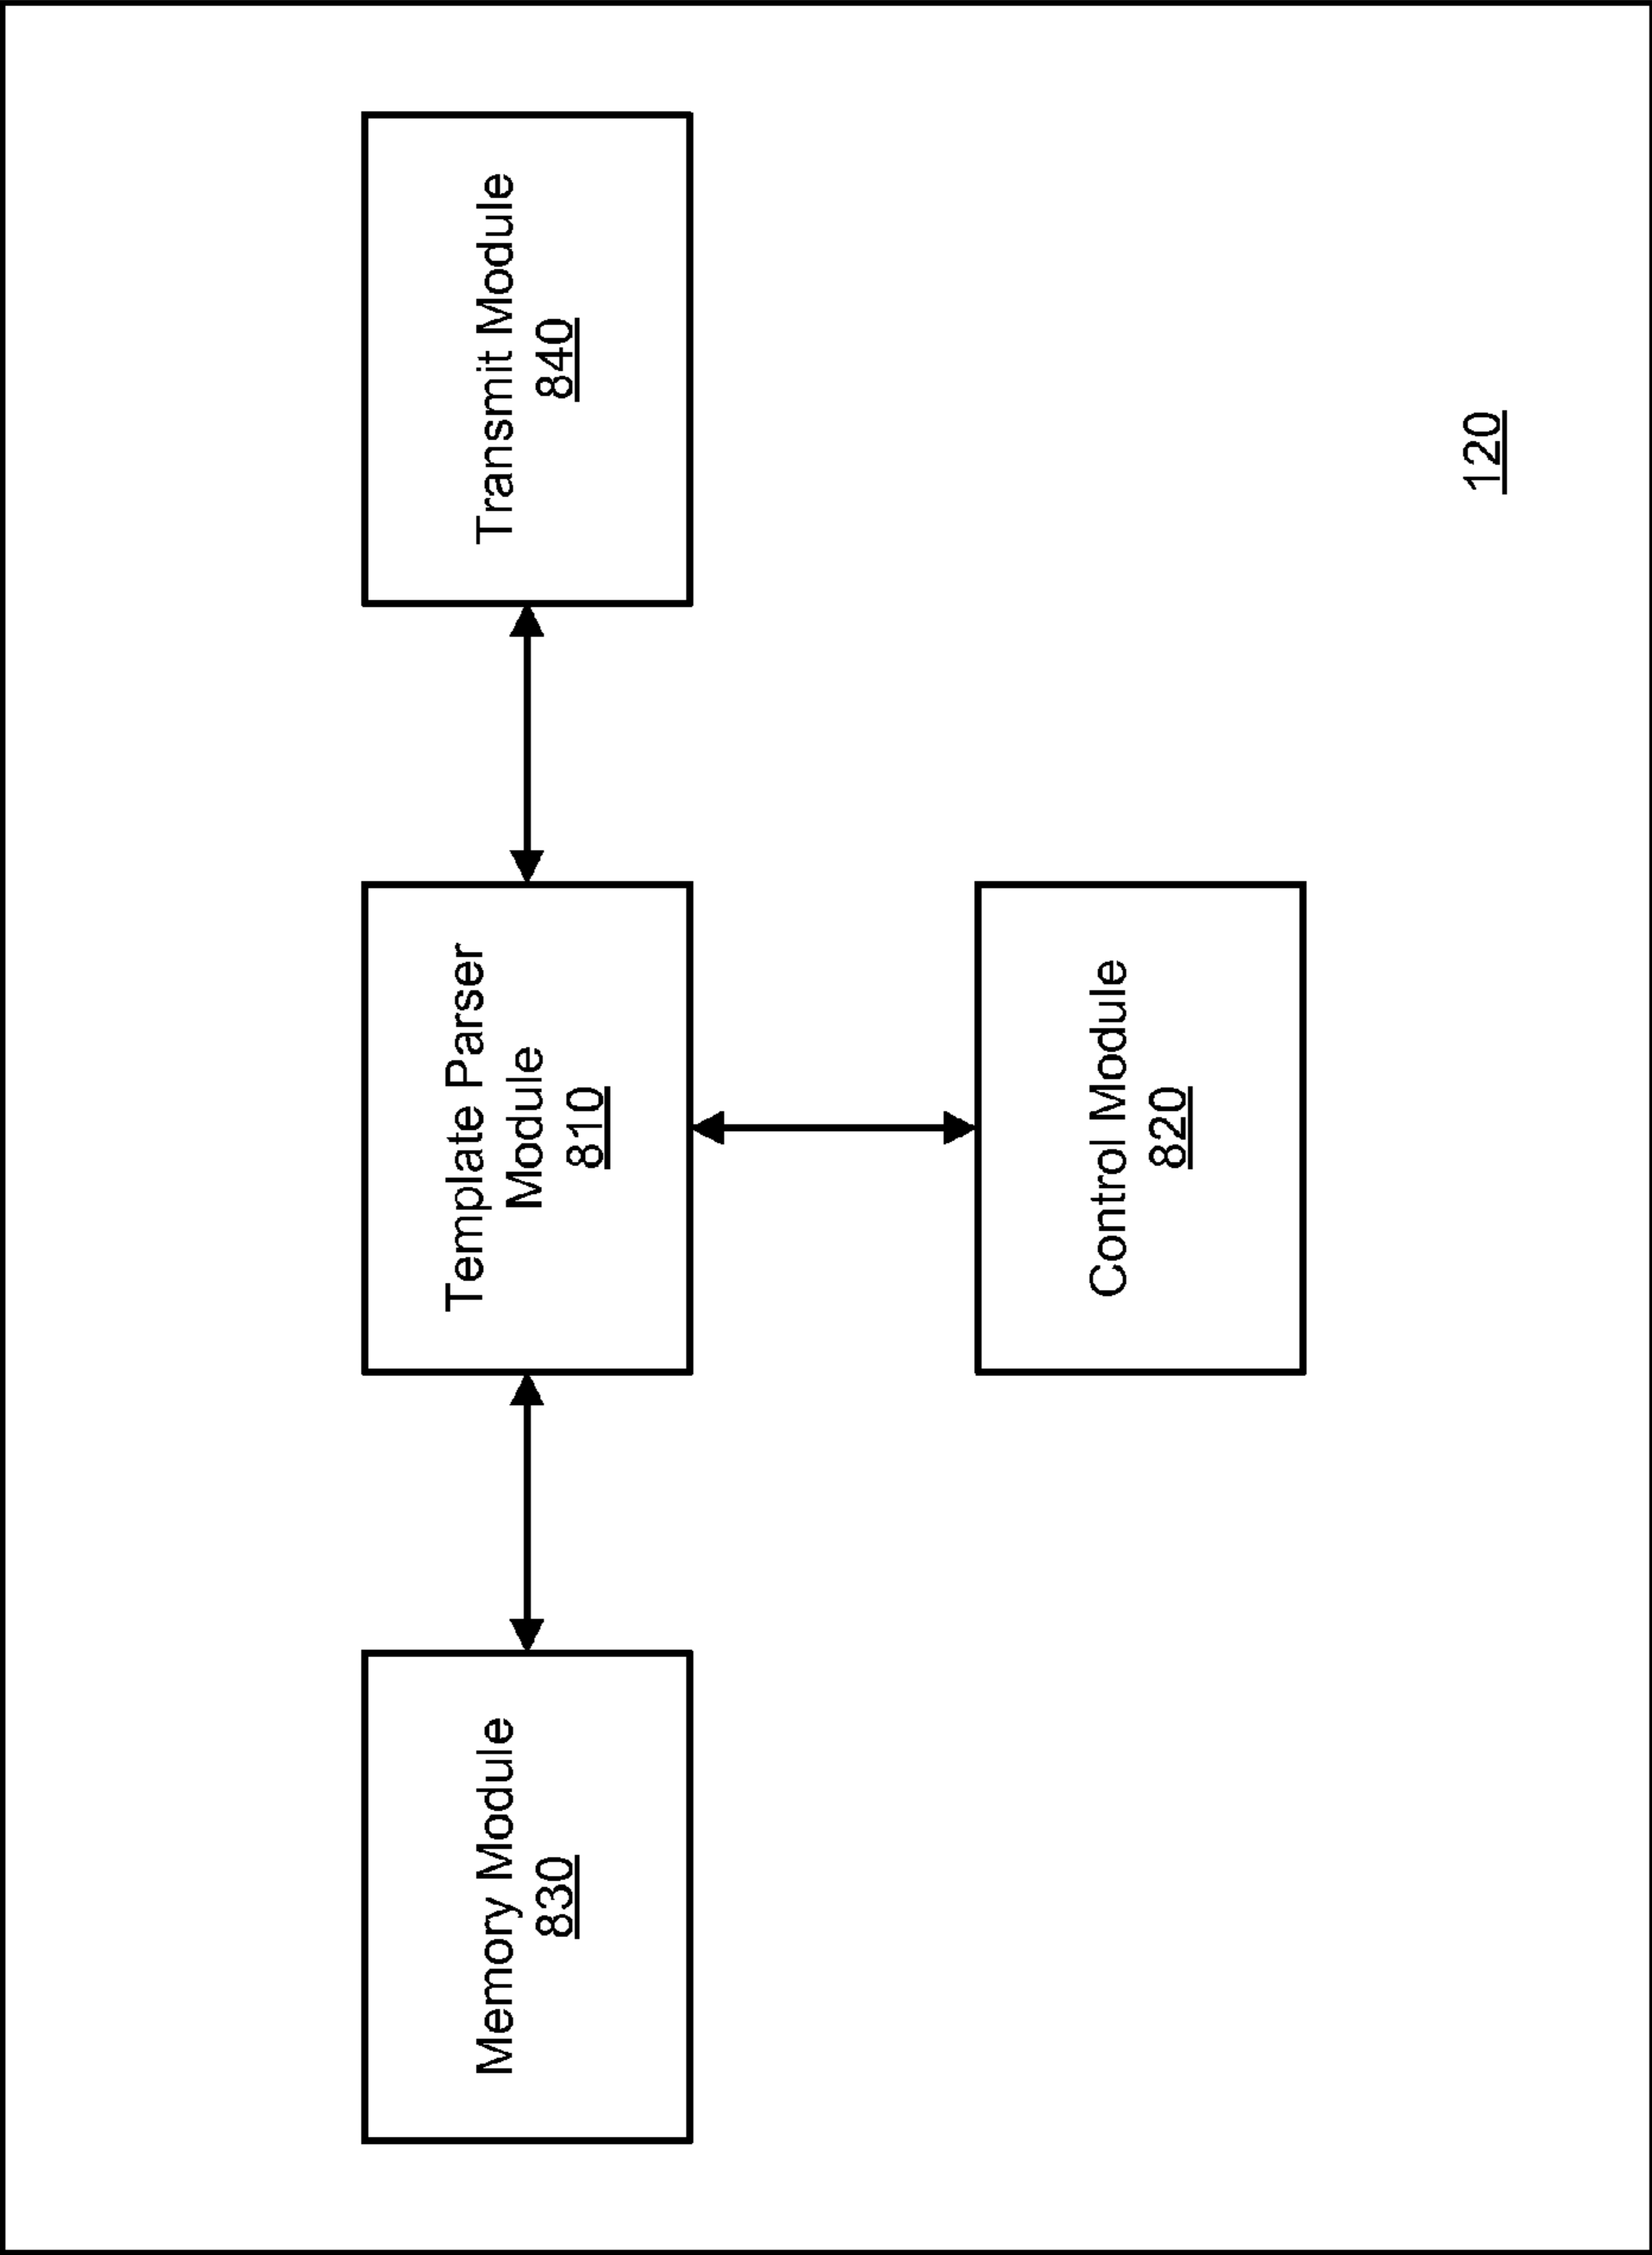 Memory Module
830
Template Parser
Module
810
Transmit Module
840
Control Module
820
120